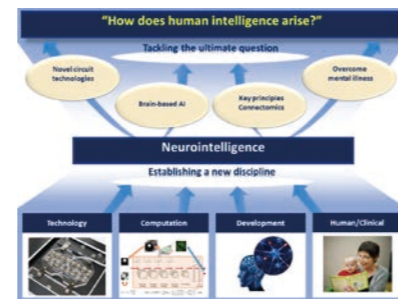 “How does human intelligence arise?”
Tackling the ultimate question
Novel circuit
technologies
Overcome
mental illness
Brain-based AI
Key principles
Connectomics
Neurointelligence
Establishing a new discipline
Technology
Computation
Development
Human/Clinical